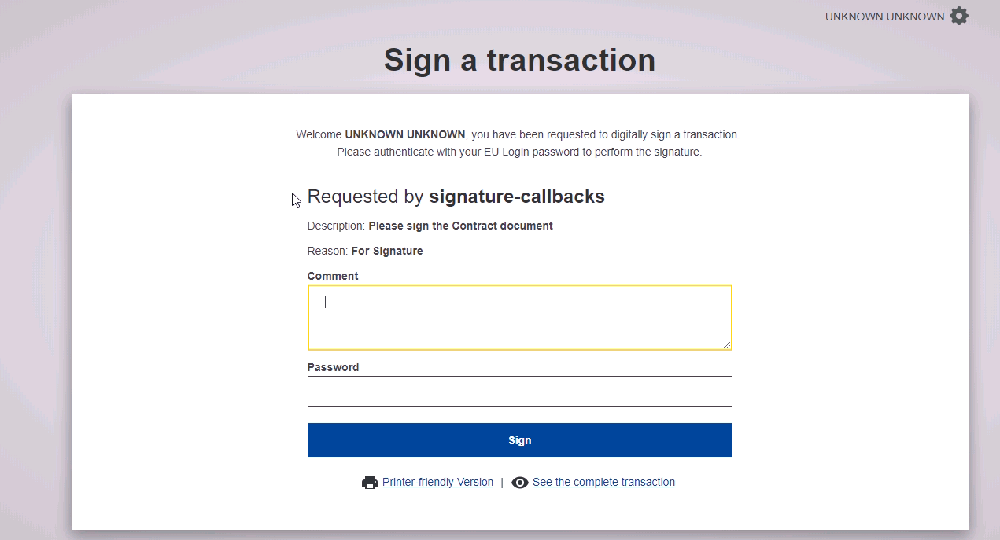 UNKNOWN UNKNOWN
Sign a transaction
Welcome UNKNOWN UNKNOWN, you have been requested to digitally sign a transaction.
Please authenticate with your EU Login password to perform the signature.
Requested by signature-callbacks
Description: Please sign the Contract document
Reason: For Signature
Comment
Password
Sign
Printer-friendly Version | See the complete transaction